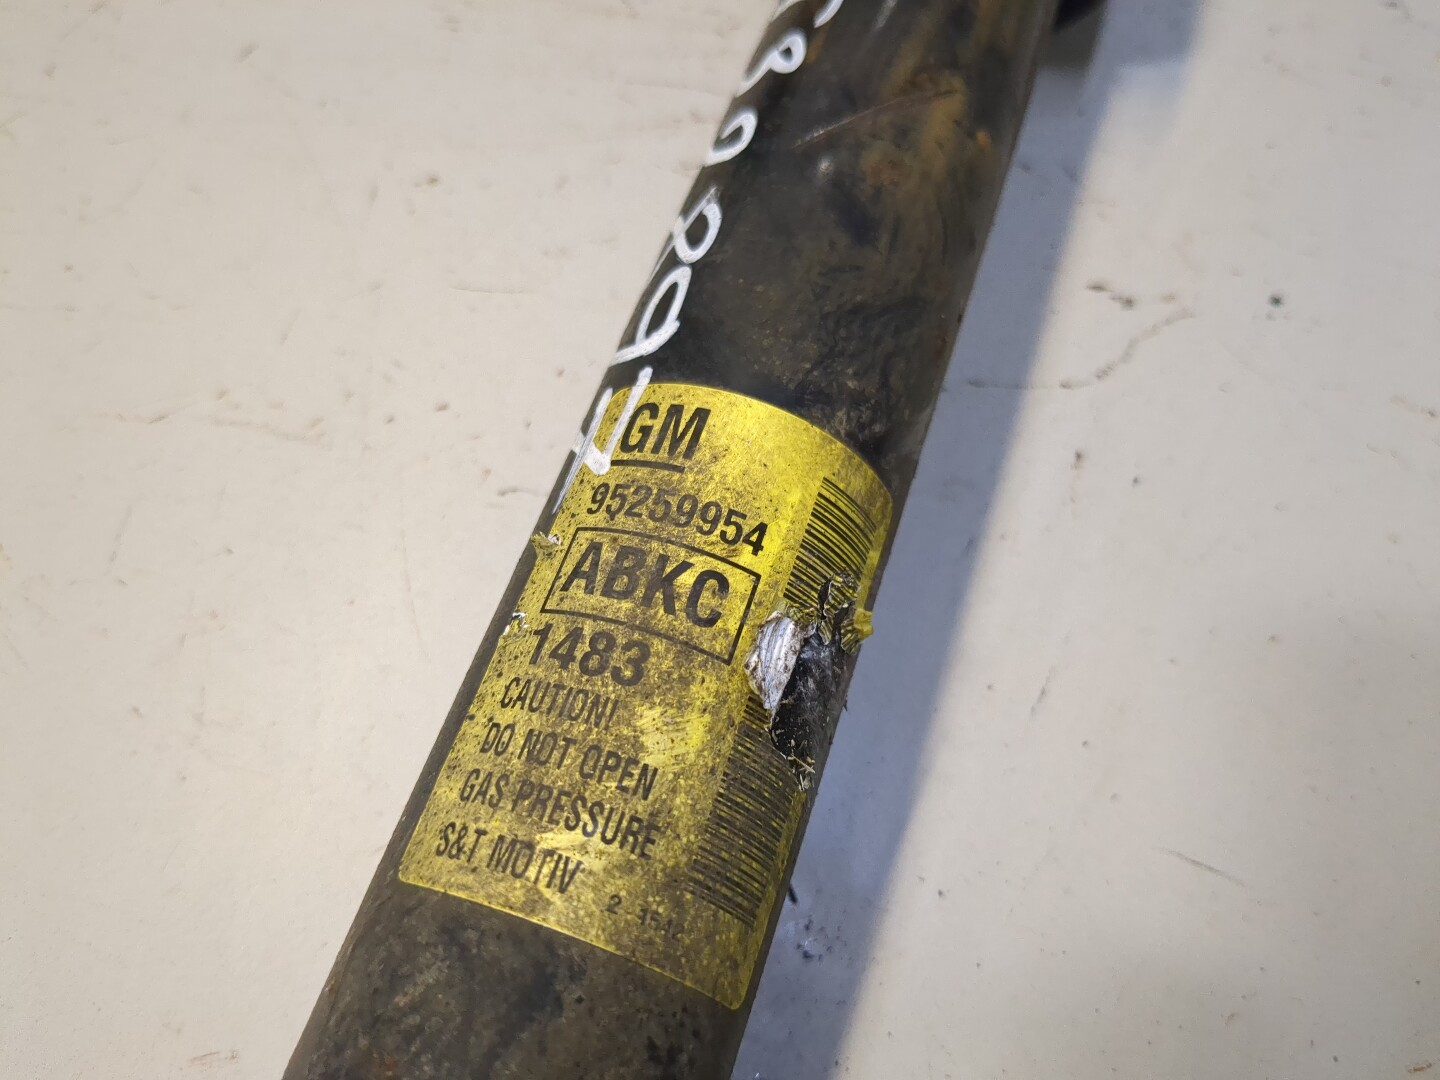 GM
95259954
ABKC
1483
CAUTION!
DO NOT OPEN
GAS PRESSURE
S&T MOTIV